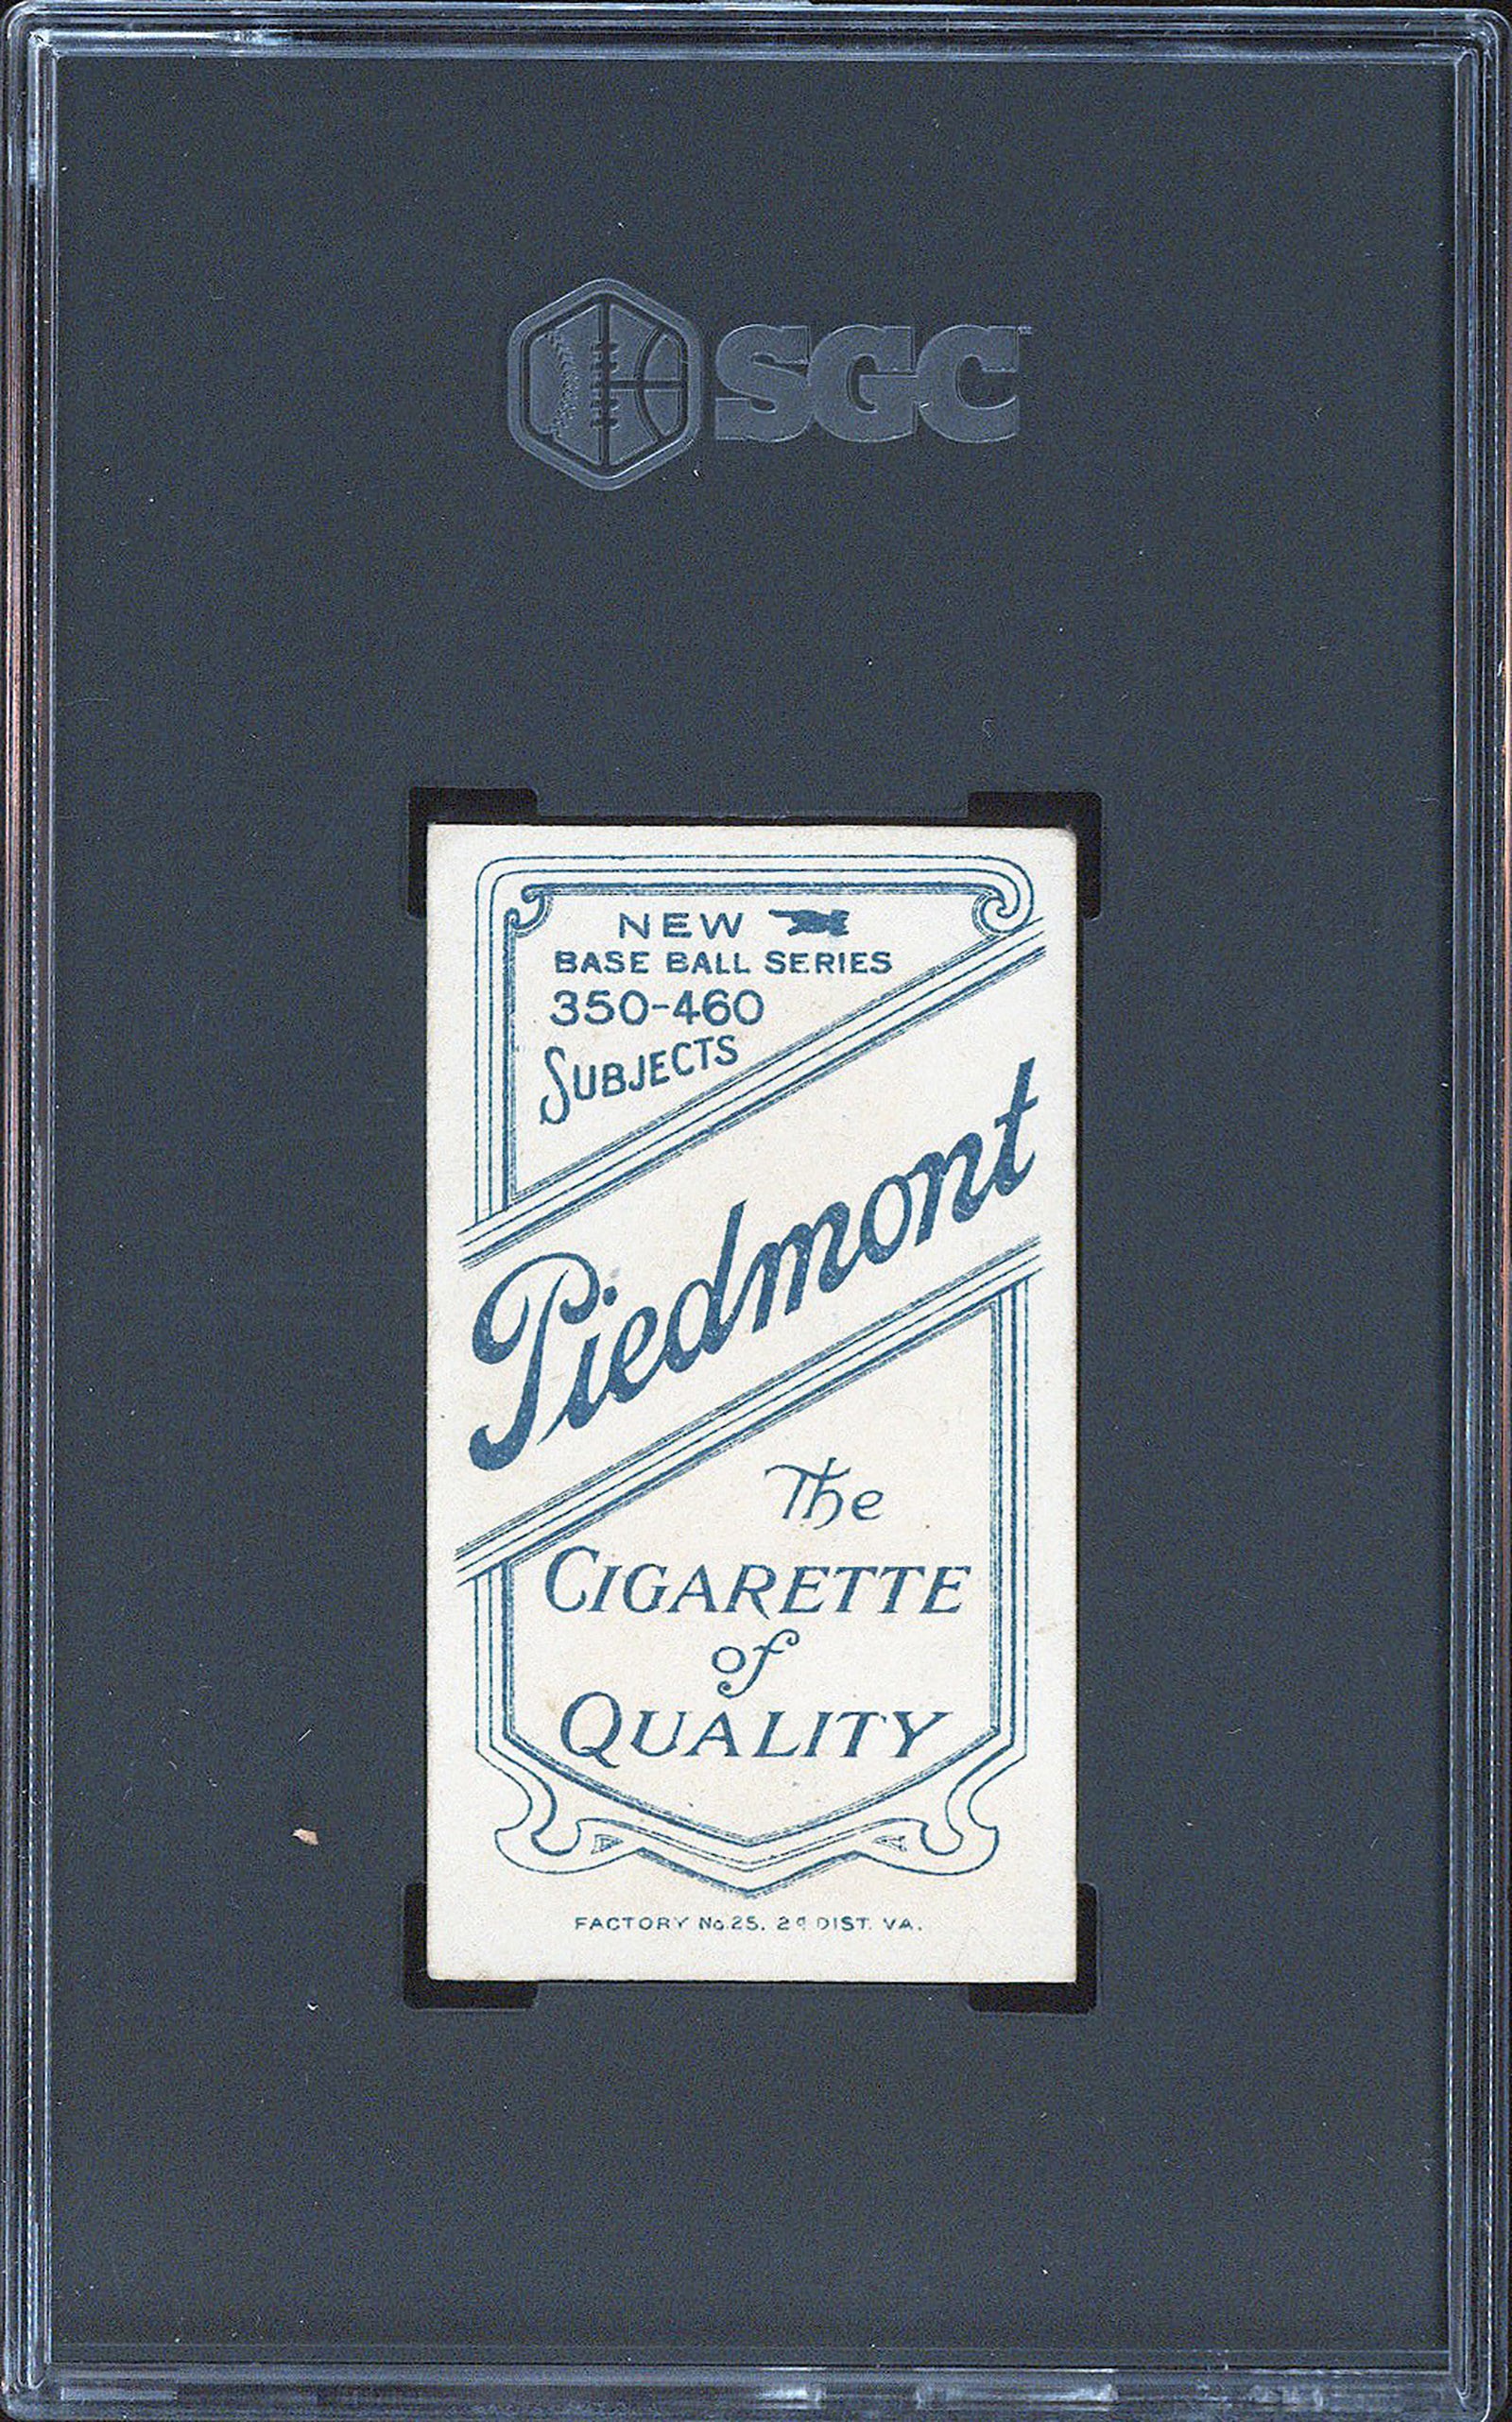 SGC
NEW
BASE BALL SERIES
350-460
SUBJECTS
Piedmont
The
CIGARETTE
of
QUALITY
FACTORY No.25. 2d DIST. VA.